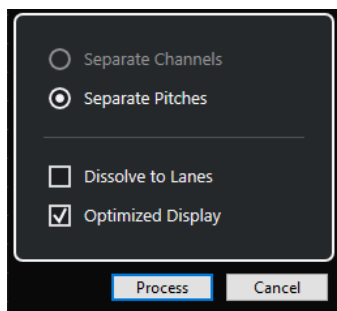 Separate Channels
Separate Pitches
Dissolve to Lanes
Optimized Display
Process Cancel